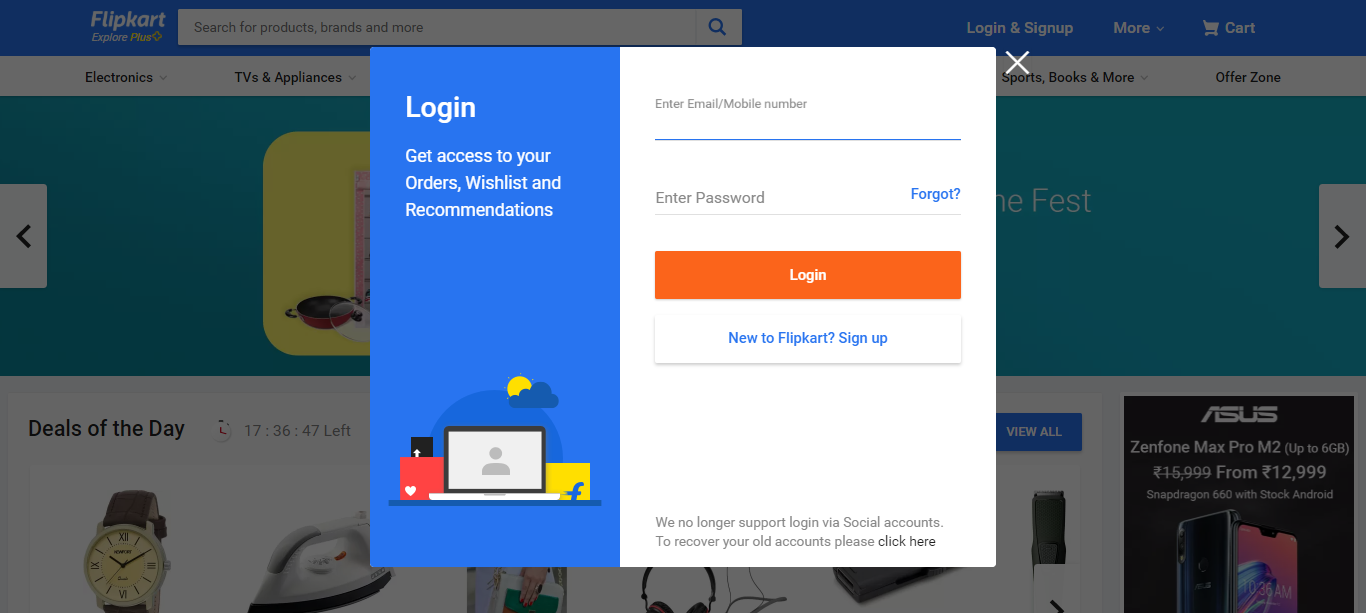 Flipkart
Explore Plus
Search for products, brands and more
Login & Signup
More
Cart
Electronics
TVs & Appliances
Sports, Books & More
Offer Zone
Login
Get access to your
Orders, Wishlist and
Recommendations
Enter Email/Mobile number
Enter Password
Forgot?
Login
New to Flipkart? Sign up
We no longer support login via Social accounts.
To recover your old accounts please click here
Fest
Deals of the Day
17 : 36 : 47 Left
VIEW ALL
ASUS
Zenfone Max Pro M2 (Up to 6GB)
₹15,999 From ₹12,999
Snapdragon 660 with Stock Android
10:36 AM